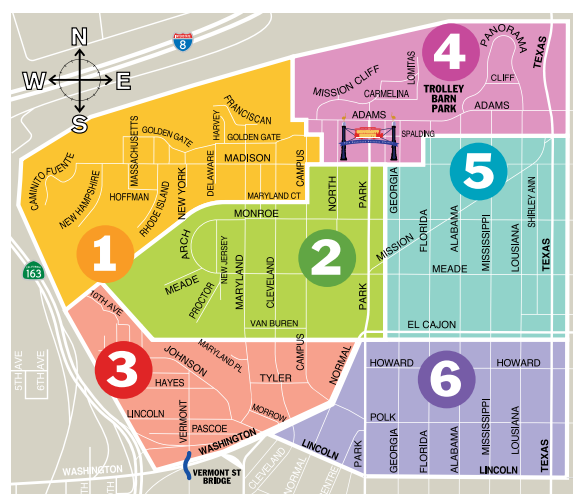 INTERSTATE
8
N
W
E
S
163
1
CAMINITO FUENTE
NEW HAMPSHIRE
MASSACHUSETTS
GOLDEN GATE
HOFFMAN
RHODE ISLAND
NEW YORK
HARVEY
DELAWARE
FRANCISCAN
GOLDEN GATE
MADISON
CAMPUS
MARYLAND CT
2
MONROE
ARCH
MEADE
PROCTOR
NEW JERSEY
MARYLAND
CLEVELAND
VAN BUREN
NORTH
PARK
PARK
3
10TH AVE
JOHNSON
MARYLAND PL
HAYES
TYLER
CAMPUS
NORMAL
LINCOLN
VERMONT
PASCOE
MORROW
WASHINGTON
4
TROLLEY
BARN
PARK
MISSION CLIFF
CARMELINA
LOMITAS
PANORAMA
CLIFF
TEXAS
ADAMS
ADAMS
SPALDING
5
GEORGIA
MISSION
FLORIDA
ALABAMA
MISSISSIPPI
LOUISIANA
SHIRLEY ANN
TEXAS
MEADE
EL CAJON
6
HOWARD
HOWARD
POLK
PARK
GEORGIA
FLORIDA
ALABAMA
MISSISSIPPI
LOUISIANA
TEXAS
LINCOLN
LINCOLN
5TH AVE
6TH AVE
WASHINGTON
VERMONT ST
BRIDGE
CLEVELAND
NORMAL
CENTRE